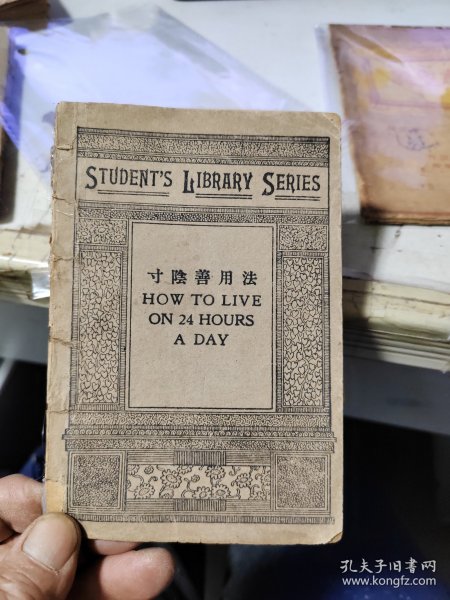 STUDENT'S LIBRARY SERIES
寸陰善用法
HOW TO LIVE
ON 24 HOURS
A DAY
孔夫子旧书网
www.kongfz.com